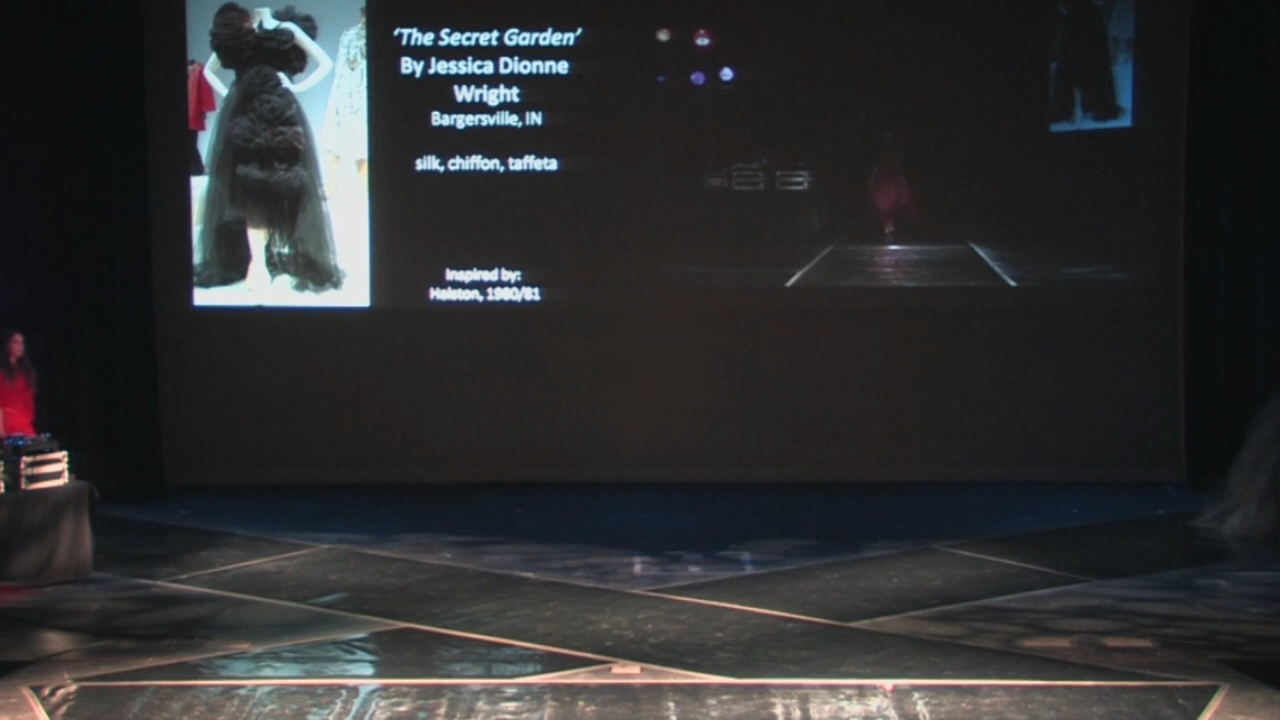 ‘The Secret Garden’
By Jessica Dionne
Wright
Bargersville, IN
silk, chiffon, taffeta
Inspired by:
Halston, 1980/81